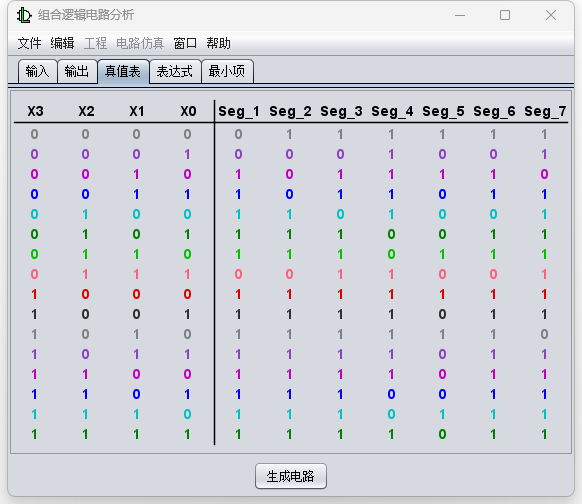 组合逻辑电路分析
文件 编辑 工程 电路仿真 窗口 帮助
输入 输出 真值表 表达式 最小项
X3 X2 X1 X0 Seg_1 Seg_2 Seg_3 Seg_4 Seg_5 Seg_6 Seg_7
0 0 0 0 0 1 1 1 1 1 1
0 0 0 1 0 0 0 1 0 0 1
0 0 1 0 1 0 1 1 1 1 0
0 0 1 1 1 0 1 1 0 1 1
0 1 0 0 1 1 0 1 0 0 1
0 1 0 1 1 1 1 0 0 1 1
0 1 1 0 1 1 1 0 1 1 1
0 1 1 1 0 0 1 1 0 0 1
1 0 0 0 1 1 1 1 1 1 1
1 0 0 1 1 1 1 1 0 1 1
1 0 1 0 1 1 1 1 1 1 0
1 0 1 1 1 1 1 1 0 1 1
1 1 0 0 1 1 1 1 0 1 1
1 1 0 1 1 1 1 0 0 1 1
1 1 1 0 1 1 1 0 1 1 1
1 1 1 1 1 1 1 1 0 1 1
生成电路